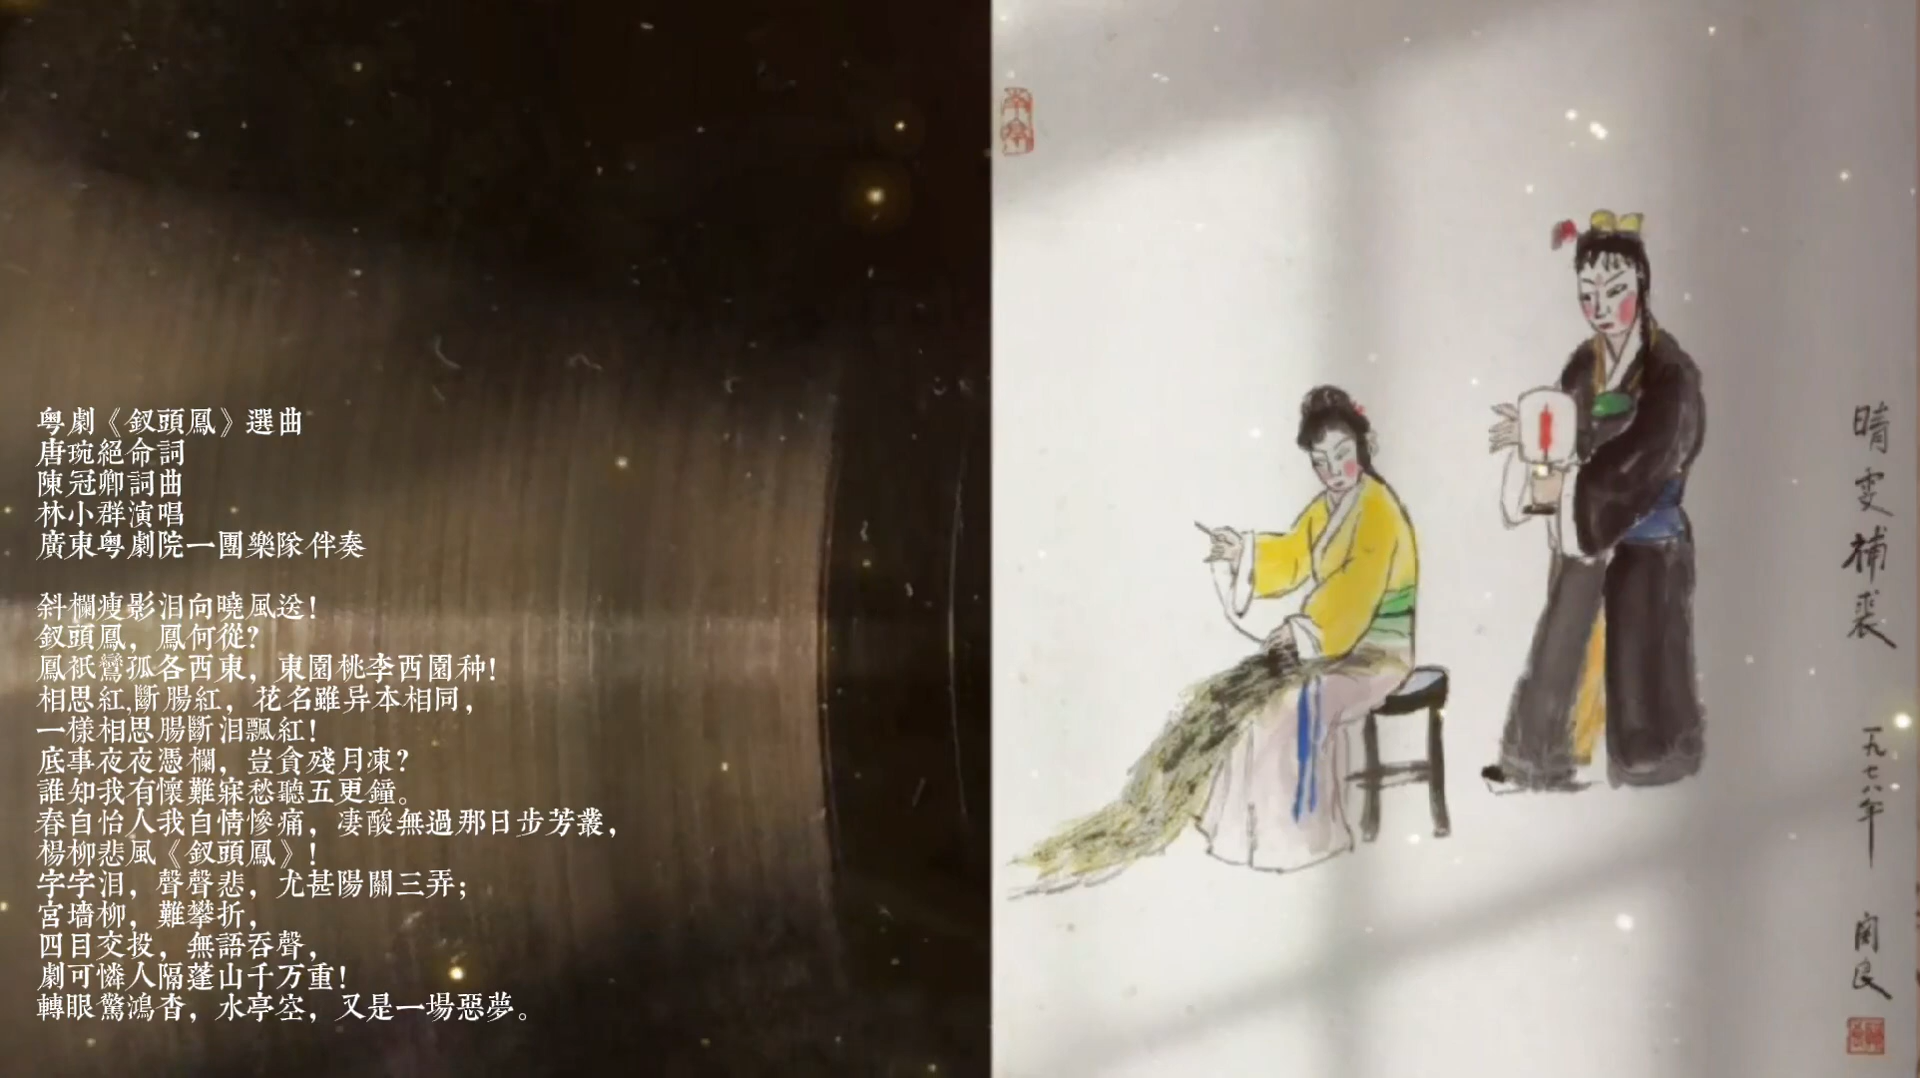 粤劇《釵頭鳳》選曲
唐琬絕命詞
陳冠卿詞曲
林小群演唱
廣東粤劇院一團樂隊伴奏
斜欄瘦影泪向曉風送！
釵頭鳳，鳳何從？
鳳衹鸞孤各西東，東園桃李西園种！
相思紅,斷腸紅，花名雖异本相同，
一樣相思腸斷泪飄紅！
底事夜夜憑欄，豈貪殘月凍？
誰知我有懷難寐愁聽五更鐘。
春自怡人我自情慘痛，凄酸無過那日步芳叢，
楊柳悲風《釵頭鳳》！
字字泪，聲聲悲，尤甚陽關三弄；
宮墻柳，難攀折，
四目交投，無語吞聲，
劇可憐人隔蓬山千万重！
轉眼驚鴻杳，水亭空，又是一場惡夢。
晴雯補裘
一九七八年
關良